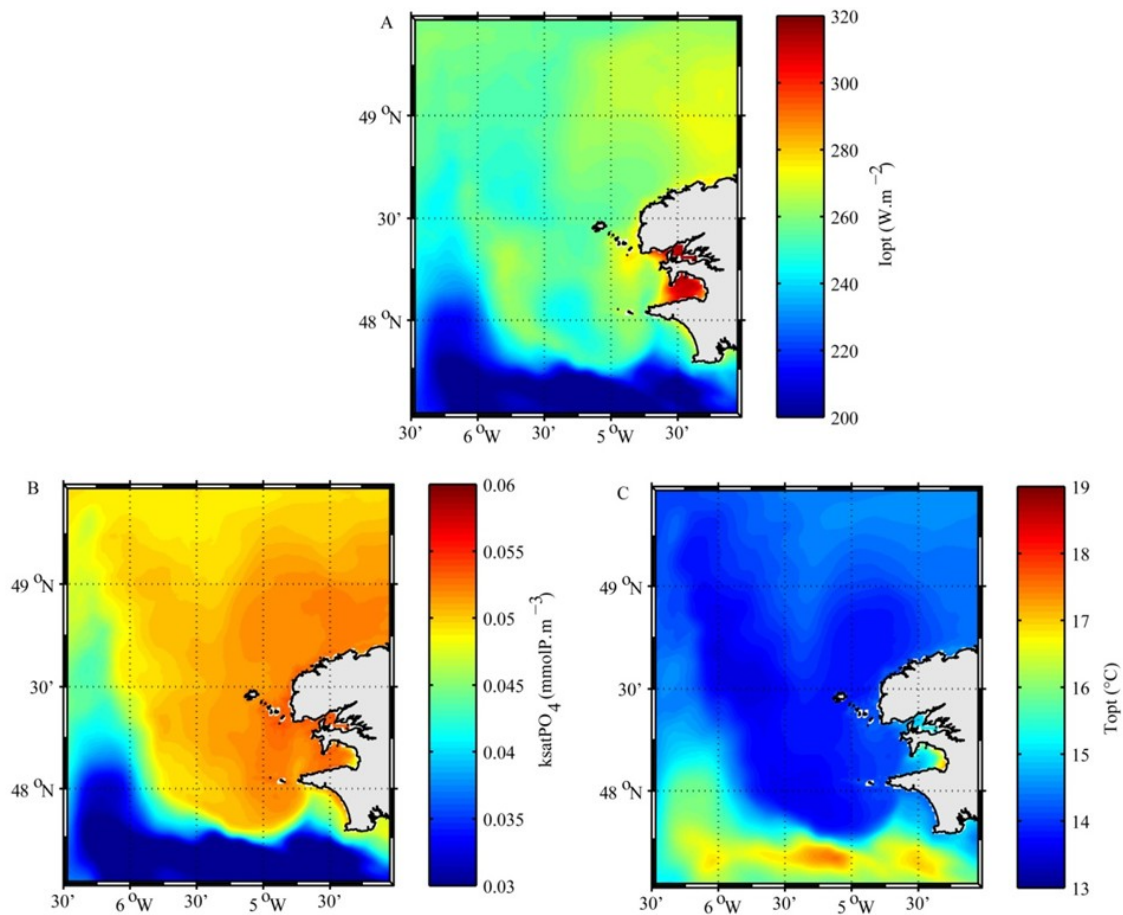 A
49 °N
30'
48 °N
30'
6 °W
30'
5 °W
30'
320
300
280
260
240
220
200
Iopt (W.m−2)
B
49 °N
30'
48 °N
30'
6 °W
30'
5 °W
30'
0.06
0.055
0.05
0.045
0.04
0.035
0.03
ksatPO4 (mmolP.m−3)
C
49 °N
30'
48 °N
30'
6 °W
30'
5 °W
30'
19
18
17
16
15
14
13
Topt (°C)